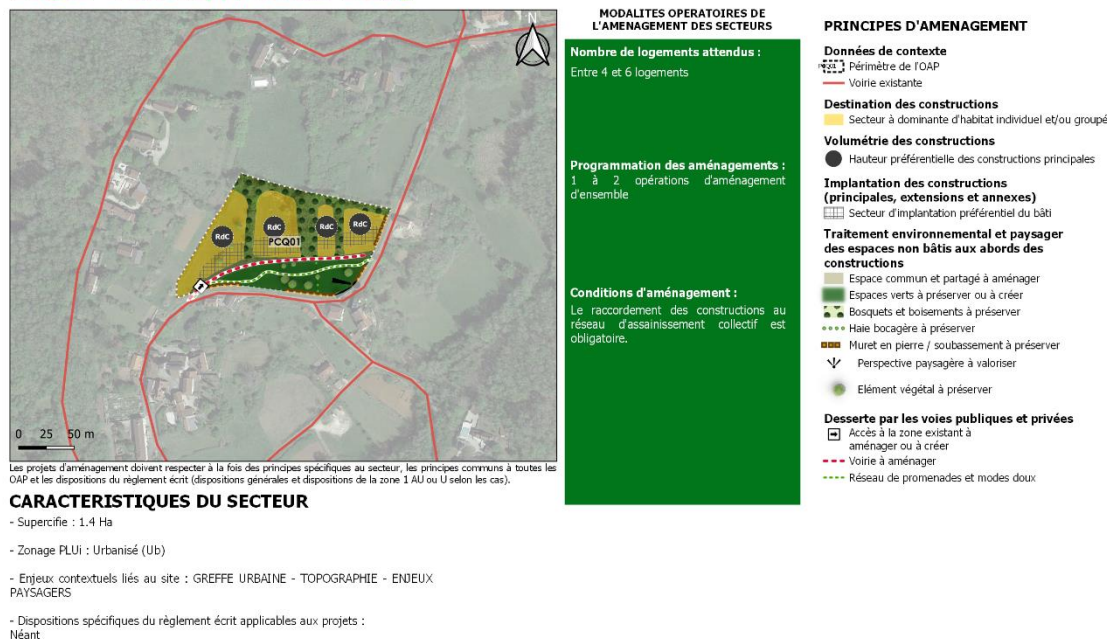 N
RdC
RdC
RdC
RdC
PCQ01
0 25 50 m
Les projets d'aménagement doivent respecter à la fois des principes spécifiques au secteur, les principes communs à toutes les
OAP et les dispositions du règlement écrit (dispositions générales et dispositions de la zone 1 AU ou U selon les cas).
CARACTERISTIQUES DU SECTEUR
- Supercifie : 1.4 Ha
- Zonage PLUi : Urbanisé (Ub)
- Enjeux contextuels liés au site : GREFFE URBAINE - TOPOGRAPHIE - ENJEUX
PAYSAGERS
- Dispositions spécifiques du règlement écrit applicables aux projets :
Néant
MODALITES OPERATOIRES DE
L'AMENAGEMENT DES SECTEURS
Nombre de logements attendus :
Entre 4 et 6 logements
Programmation des aménagements :
1 à 2 opérations d'aménagement
d'ensemble
Conditions d'aménagement :
Le raccordement des constructions au
réseau d'assainissement collectif est
obligatoire.
PRINCIPES D'AMENAGEMENT
Données de contexte
Périmètre de l'OAP
Voirie existante
Destination des constructions
Secteur à dominante d'habitat individuel et/ou groupé
Volumétrie des constructions
Hauteur préférentielle des constructions principales
Implantation des constructions
(principales, extensions et annexes)
Secteur d'implantation préférentiel du bâti
Traitement environnemental et paysager
des espaces non bâtis aux abords des
constructions
Espace commun et partagé à aménager
Espaces verts à préserver ou à créer
Bosquets et boisements à préserver
Haie bocagère à préserver
Muret en pierre / soubassement à préserver
Perspective paysagère à valoriser
Elément végétal à préserver
Desserte par les voies publiques et privées
Accès à la zone existant à
aménager ou à créer
Voirie à aménager
Réseau de promenades et modes doux